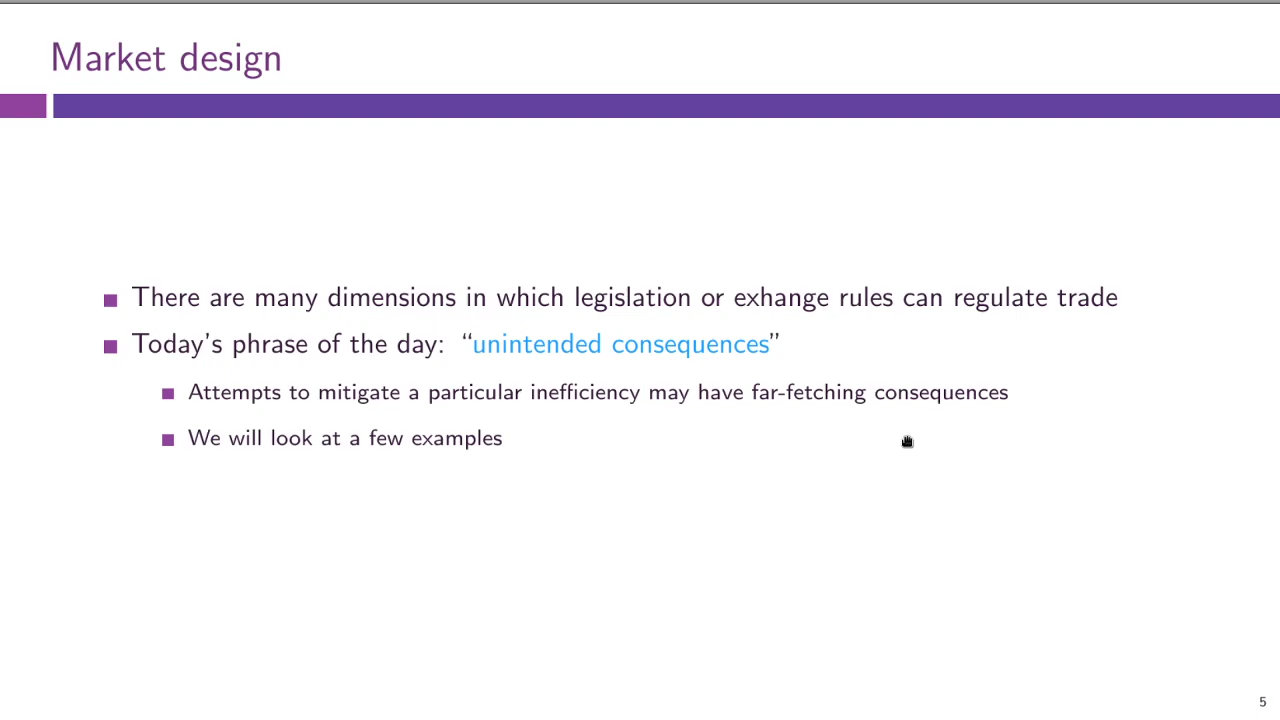 Market design
There are many dimensions in which legislation or exhange rules can regulate trade
Today's phrase of the day: “unintended consequences”
Attempts to mitigate a particular inefficiency may have far-fetching consequences
We will look at a few examples
5